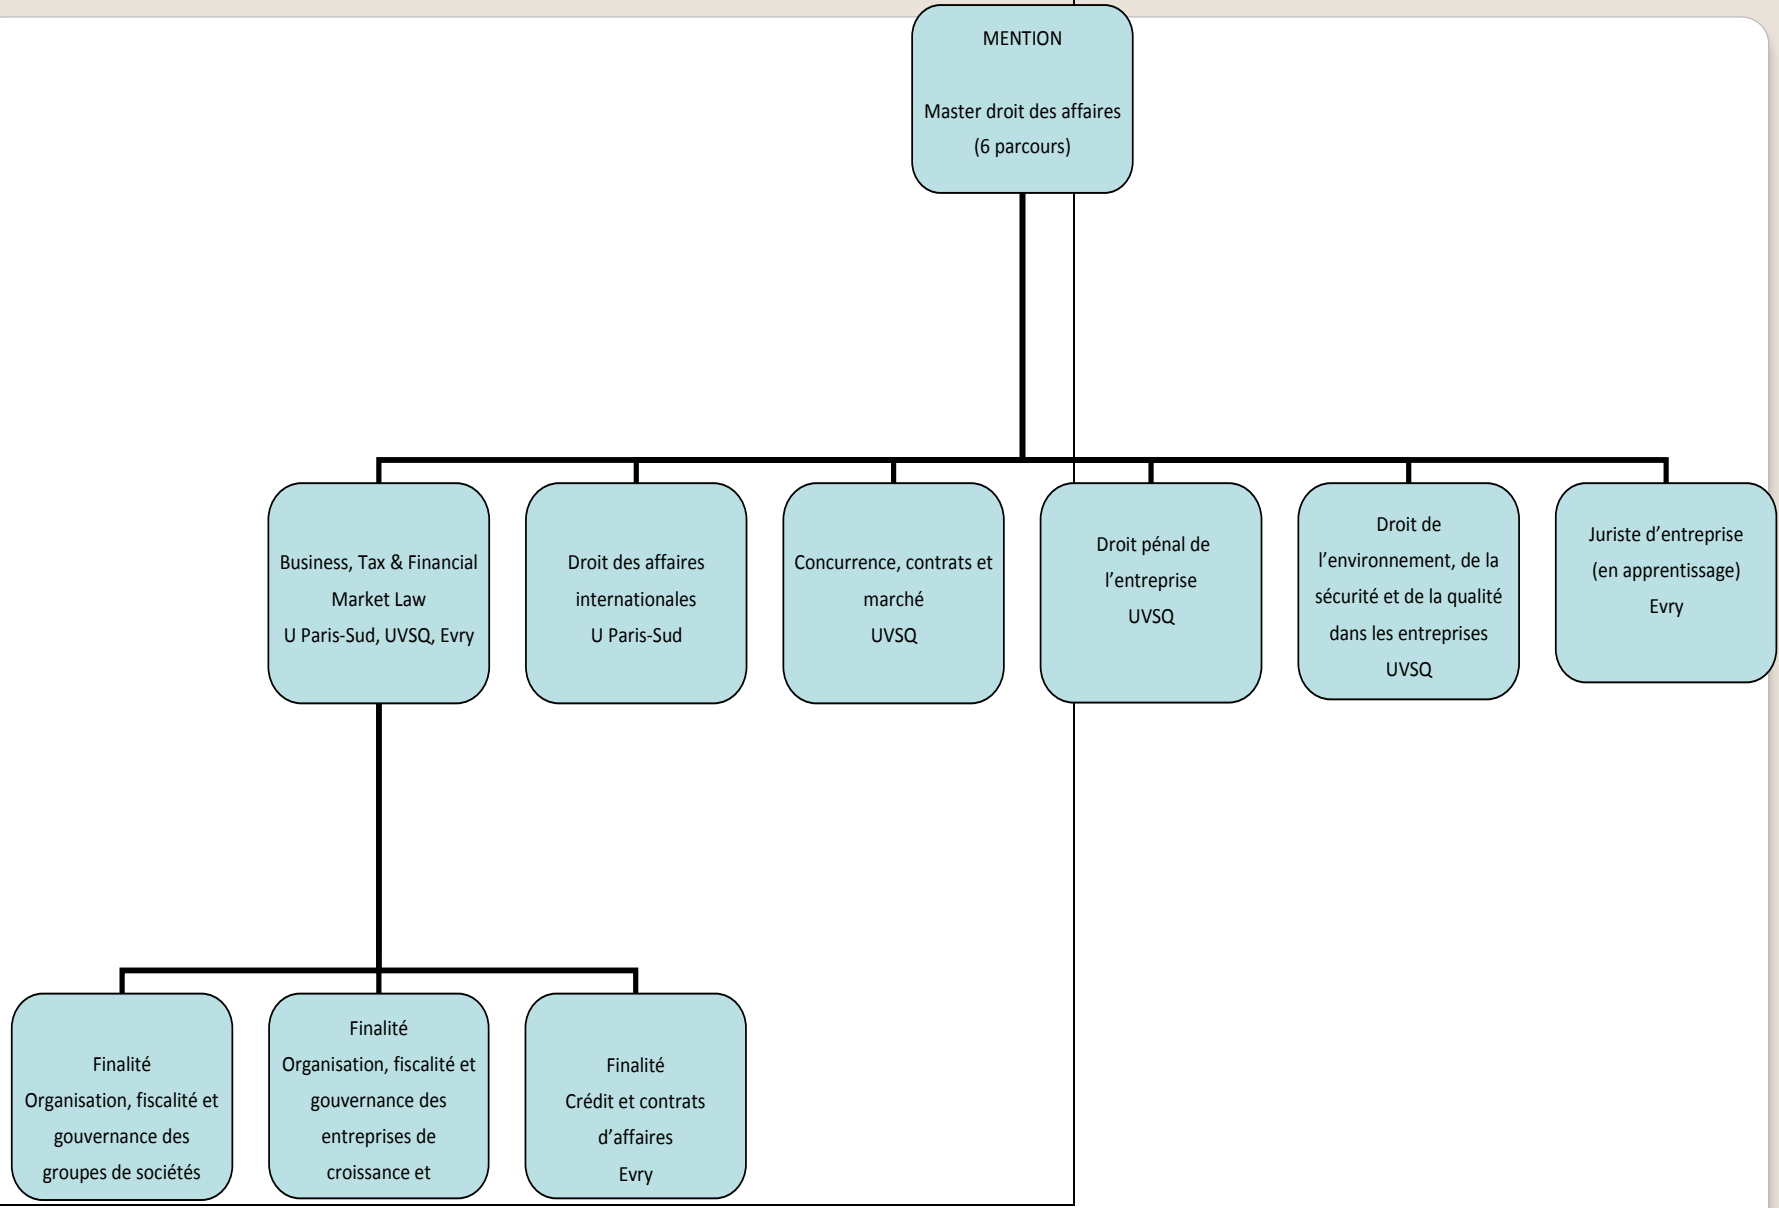 MENTION
Master droit des affaires
(6 parcours)
Business, Tax & Financial
Market Law
U Paris-Sud, UVSQ, Evry
Droit des affaires
internationales
U Paris-Sud
Concurrence, contrats et
marché
UVSQ
Droit pénal de
l’entreprise
UVSQ
Droit de
l’environnement, de la
sécurité et de la qualité
dans les entreprises
UVSQ
Juriste d’entreprise
(en apprentissage)
Evry
Finalité
Organisation, fiscalité et
gouvernance des
groupes de sociétés
Finalité
Organisation, fiscalité et
gouvernance des
entreprises de
croissance et
Finalité
Crédit et contrats
d’affaires
Evry